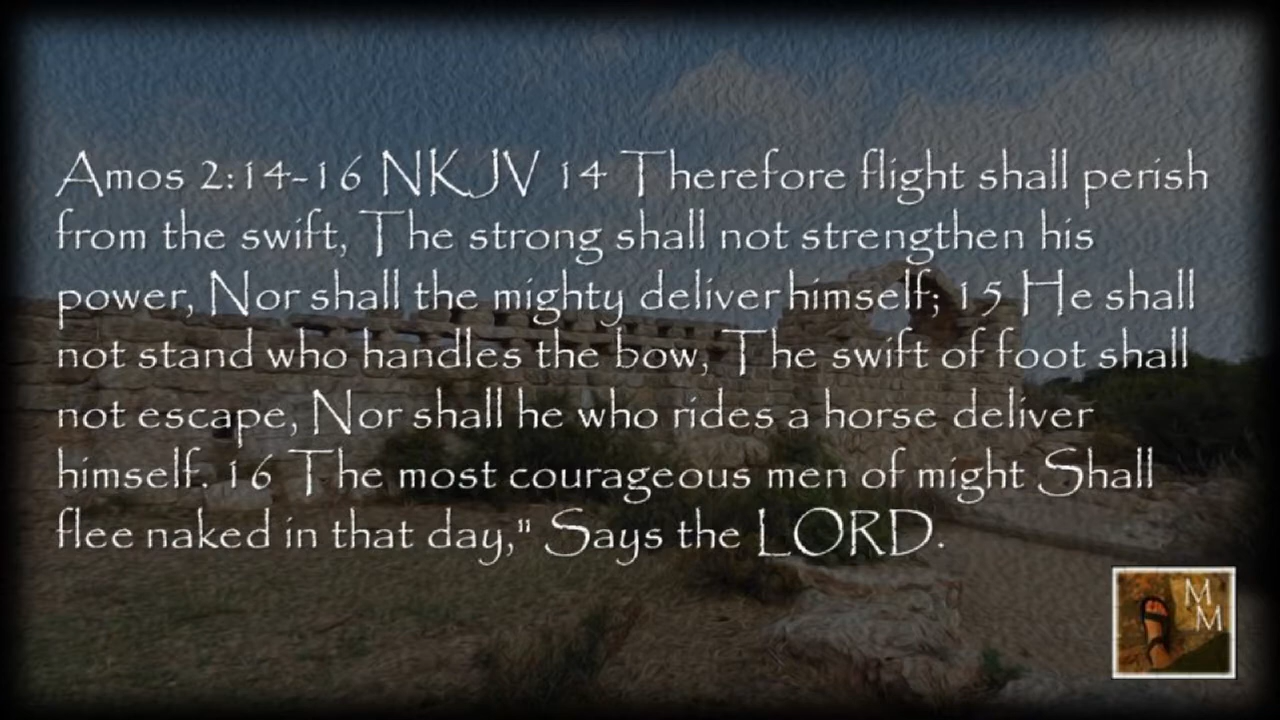 Amos 2:14-16 NKJV 14 Therefore flight shall perish
from the swift, The strong shall not strengthen his
power, Nor shall the mighty deliver himself; 15 He shall
not stand who handles the bow, The swift of foot shall
not escape, Nor shall he who rides a horse deliver
himself. 16 The most courageous men of might Shall
flee naked in that day," Says the LORD.
M
M